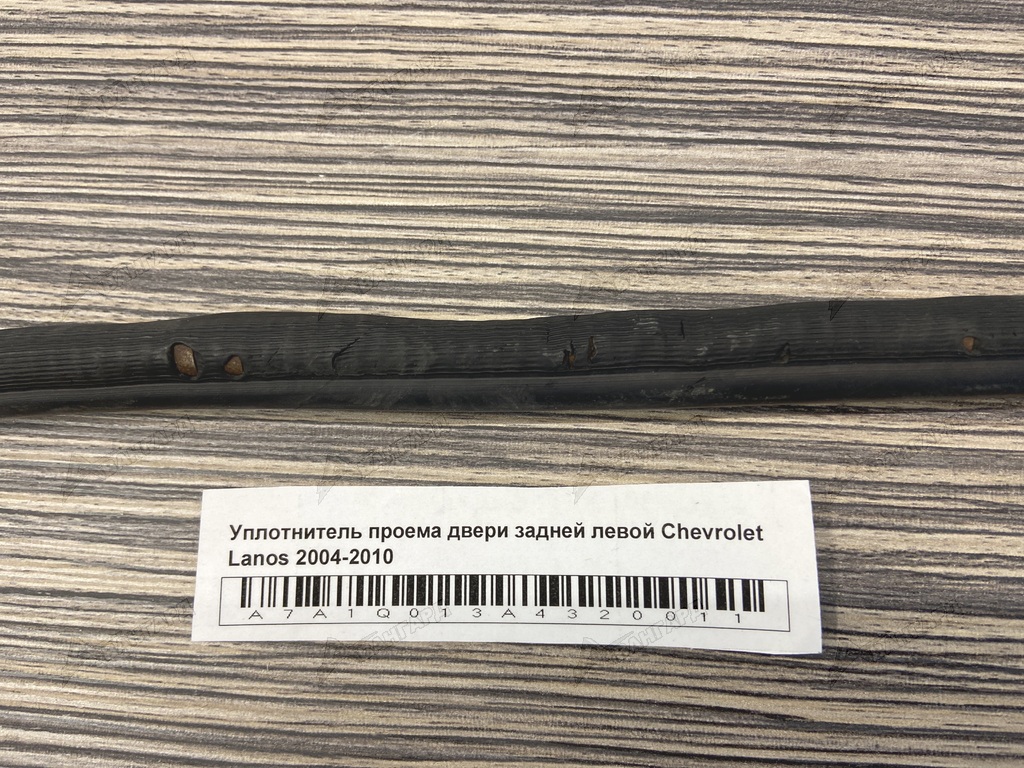 Уплотнитель проема двери задней левой Chevrolet
Lanos 2004-2010
A7A1Q013A4320011